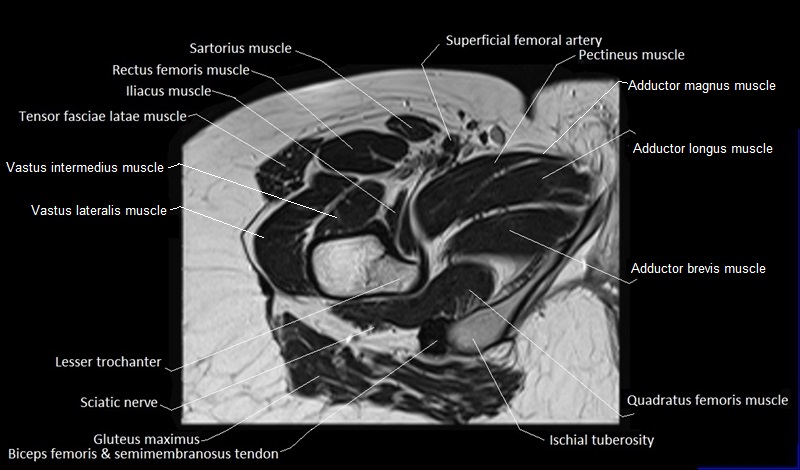 Superficial femoral artery
Sartorius muscle
Pectineus muscle
Rectus femoris muscle
Iliacus muscle
Adductor magnus muscle
Tensor fasciae latae muscle
Adductor longus muscle
Vastus intermedius muscle
Vastus lateralis muscle
Adductor brevis muscle
Lesser trochanter
Sciatic nerve
Quadratus femoris muscle
Gluteus maximus
Ischial tuberosity
Biceps femoris & semimembranosus tendon